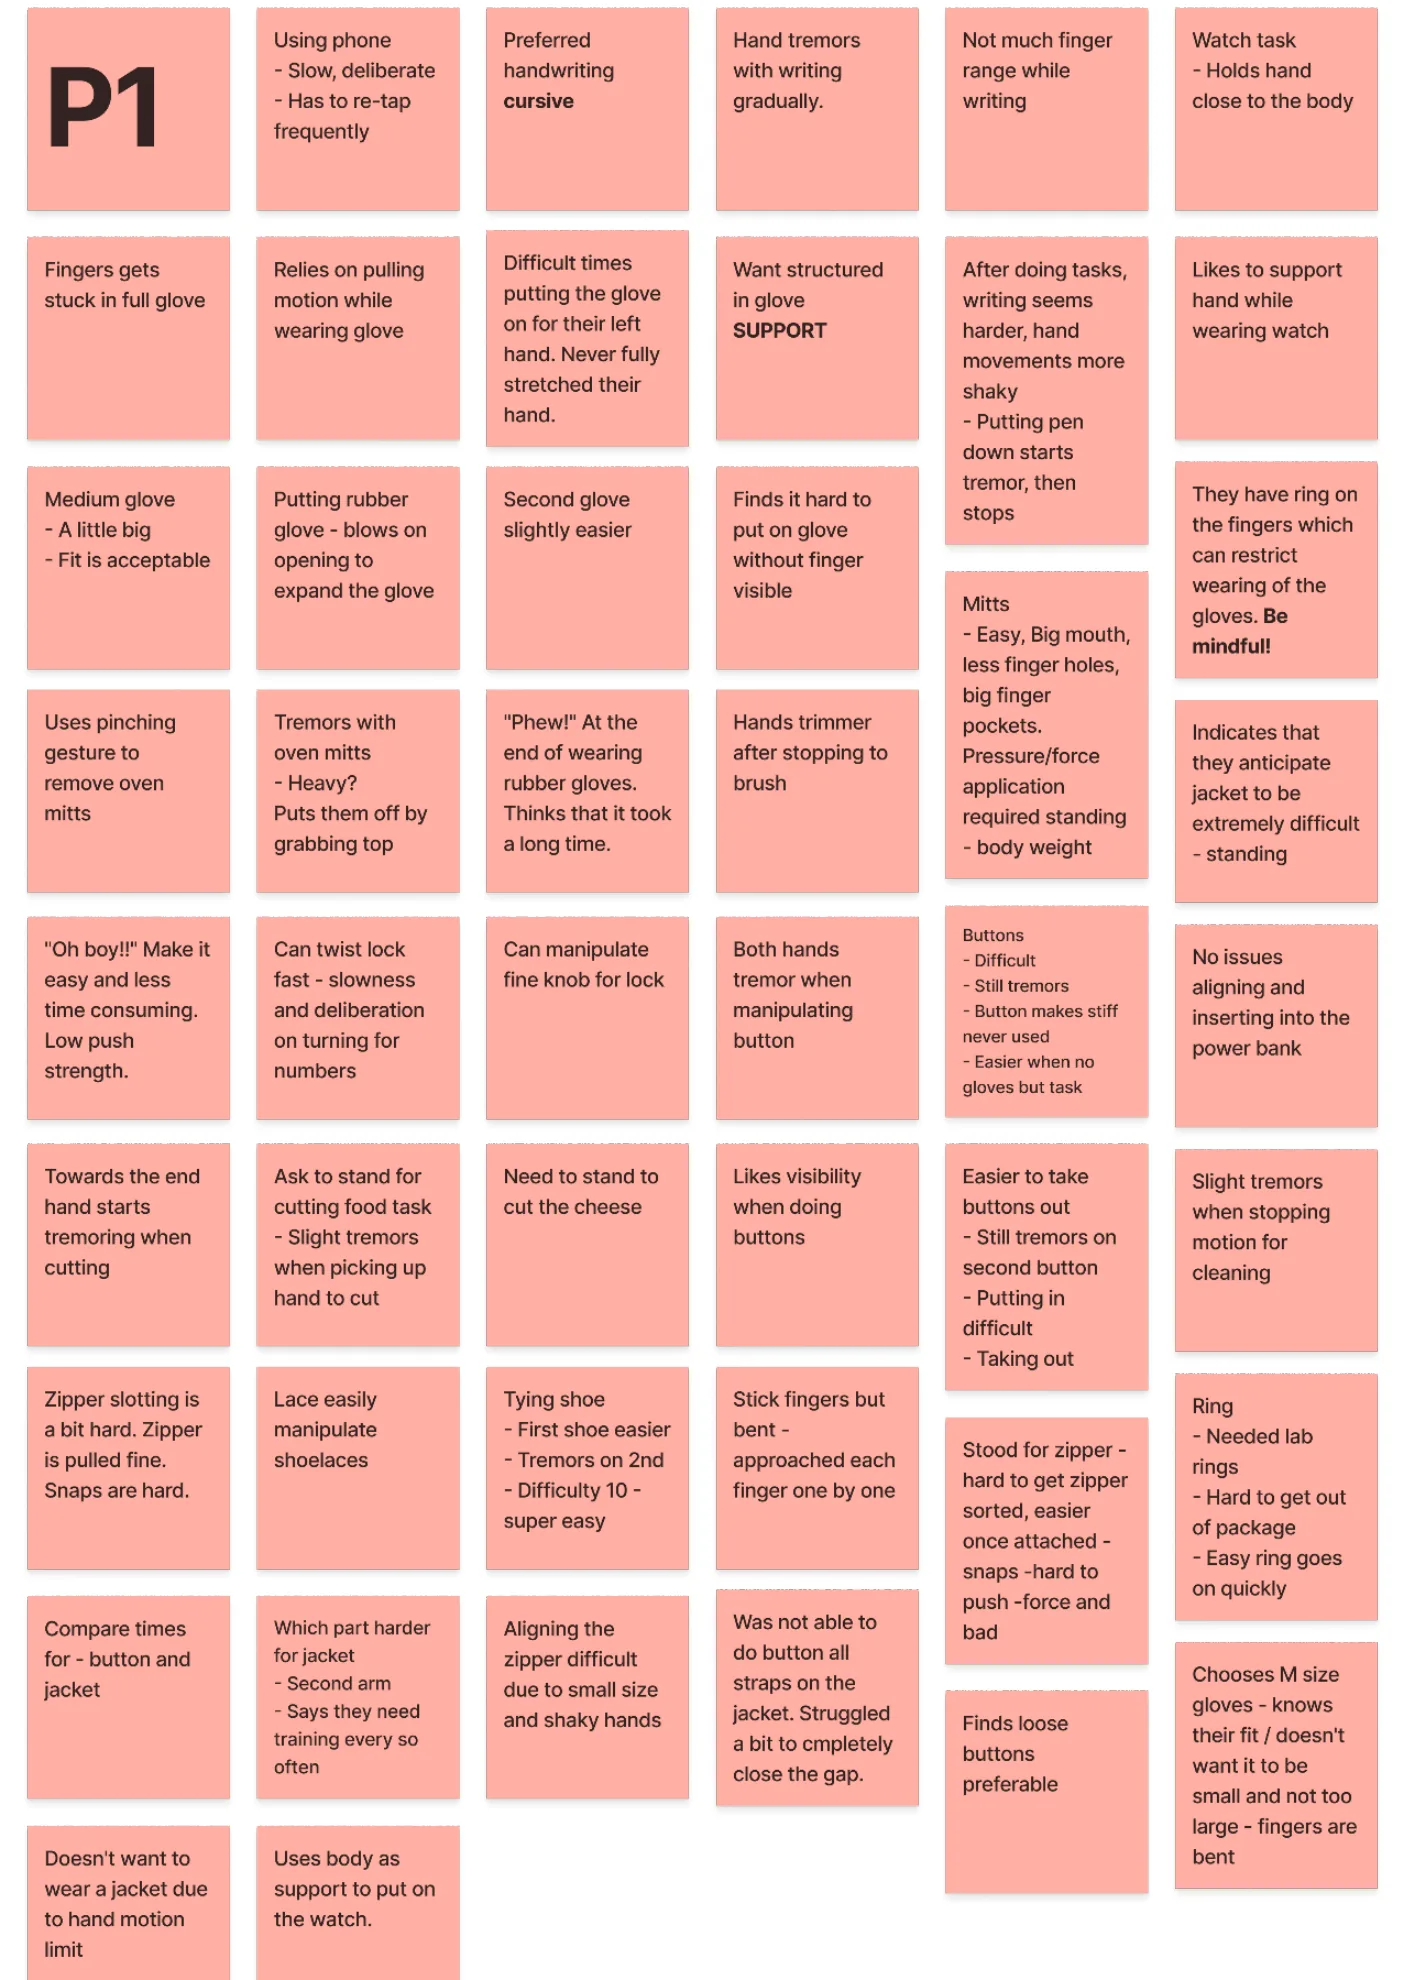 P1
Using phone
- Slow, deliberate
- Has to re-tap
frequently
Preferred
handwriting
cursive
Hand tremors
with writing
gradually.
Not much finger
range while
writing
Watch task
- Holds hand
close to the body
Fingers gets
stuck in full glove
Relies on pulling
motion while
wearing glove
Difficult times
putting the glove
on for their left
hand. Never fully
stretched their
hand.
Want structured
in glove
SUPPORT
After doing tasks,
writing seems
harder, hand
movements more
shaky
- Putting pen
down starts
tremor, then
stops
Likes to support
hand while
wearing watch
Medium glove
- A little big
- Fit is acceptable
Putting rubber
glove - blows on
opening to
expand the glove
Second glove
slightly easier
Finds it hard to
put on glove
without finger
visible
They have ring on
the fingers which
can restrict
wearing of the
gloves. Be
mindful!
Mitts
- Easy, Big mouth,
less finger holes,
big finger
pockets.
Pressure/force
application
required standing
- body weight
Uses pinching
gesture to
remove oven
mitts
Tremors with
oven mitts
- Heavy?
Puts them off by
grabbing top
"Phew!" At the
end of wearing
rubber gloves.
Thinks that it took
a long time.
Hands trimmer
after stopping to
brush
Indicates that
they anticipate
jacket to be
extremely difficult
- standing
"Oh boy!!" Make it
easy and less
time consuming.
Low push
strength.
Can twist lock
fast - slowness
and deliberation
on turning for
numbers
Can manipulate
fine knob for lock
Both hands
tremor when
manipulating
button
Buttons
- Difficult
- Still tremors
- Button makes stiff
never used
- Easier when no
gloves but task
No issues
aligning and
inserting into the
power bank
Towards the end
hand starts
tremoring when
cutting
Ask to stand for
cutting food task
- Slight tremors
when picking up
hand to cut
Need to stand to
cut the cheese
Likes visibility
when doing
buttons
Easier to take
buttons out
- Still tremors on
second button
- Putting in
difficult
- Taking out
Slight tremors
when stopping
motion for
cleaning
Zipper slotting is
a bit hard. Zipper
is pulled fine.
Snaps are hard.
Lace easily
manipulate
shoelaces
Tying shoe
- First shoe easier
- Tremors on 2nd
- Difficulty 10 -
super easy
Stick fingers but
bent -
approached each
finger one by one
Stood for zipper -
hard to get zipper
sorted, easier
once attached -
snaps -hard to
push -force and
bad
Ring
- Needed lab
rings
- Hard to get out
of package
- Easy ring goes
on quickly
Compare times
for - button and
jacket
Which part harder
for jacket
- Second arm
- Says they need
training every so
often
Aligning the
zipper difficult
due to small size
and shaky hands
Was not able to
do button all
straps on the
jacket. Struggled
a bit to cmpletely
close the gap.
Finds loose
buttons
preferable
Chooses M size
gloves - knows
their fit / doesn't
want it to be
small and not too
large - fingers are
bent
Doesn't want to
wear a jacket due
to hand motion
limit
Uses body as
support to put on
the watch.